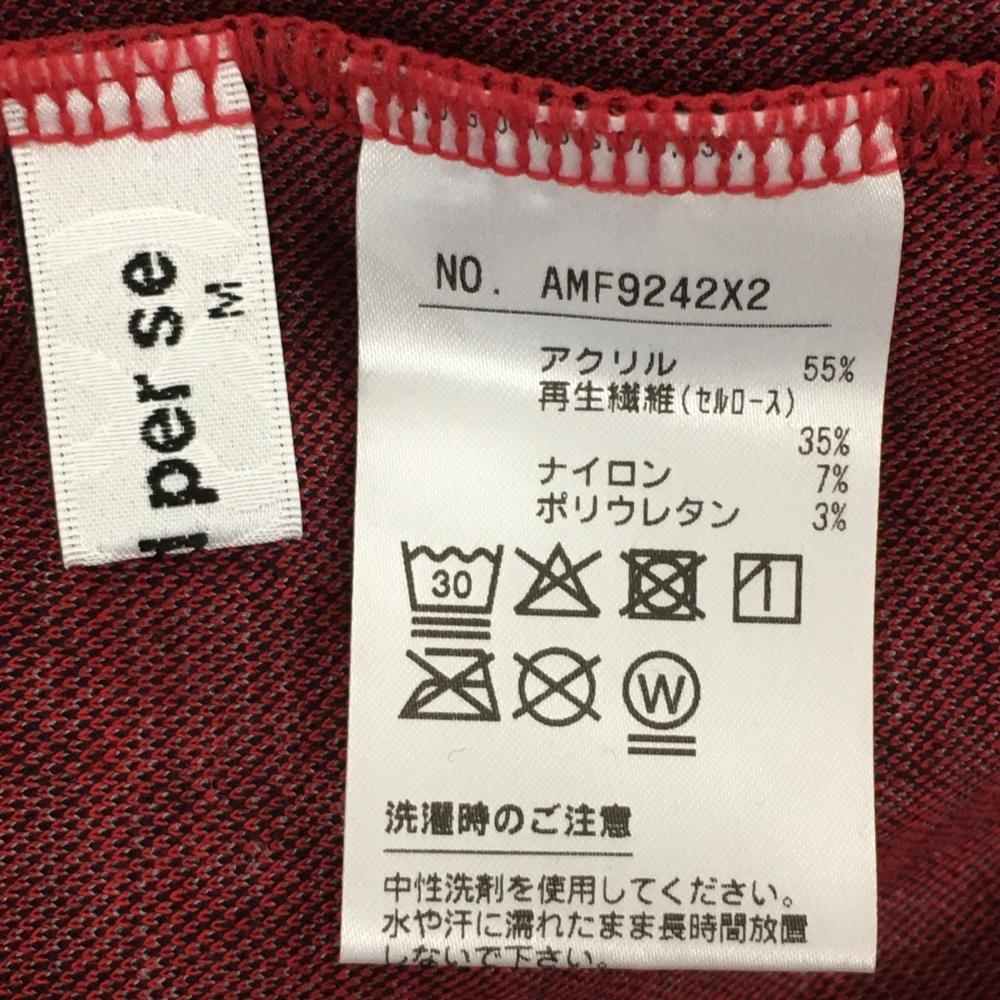 per se
M
NO. AMF9242X2
アクリル 55%
再生繊維(セルロース)
35%
ナイロン 7%
ポリウレタン 3%
30
W
洗濯時のご注意
中性洗剤を使用してください。
水や汗に濡れたまま長時間放置
しないで下さい。